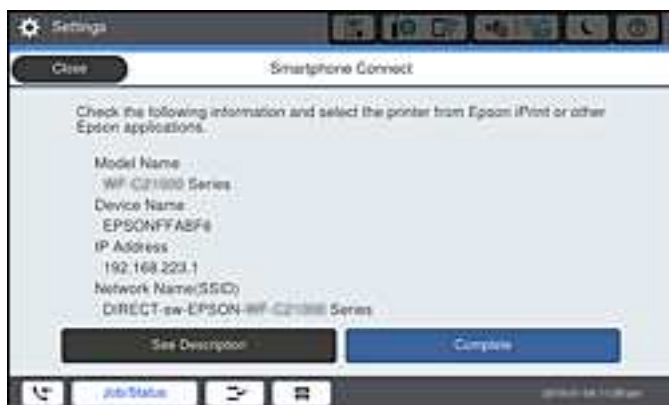 Settings
Close
Smartphone Connect
Check the following information and select the printer from Epson iPrint or other
Epson applications.
Model Name
Series
Device Name
EPSONFFABF6
IP Address
192.168.223.1
Network Name(SSID)
DIRECT-sw-EPSON- Series
See Description
Complete
Job/Status